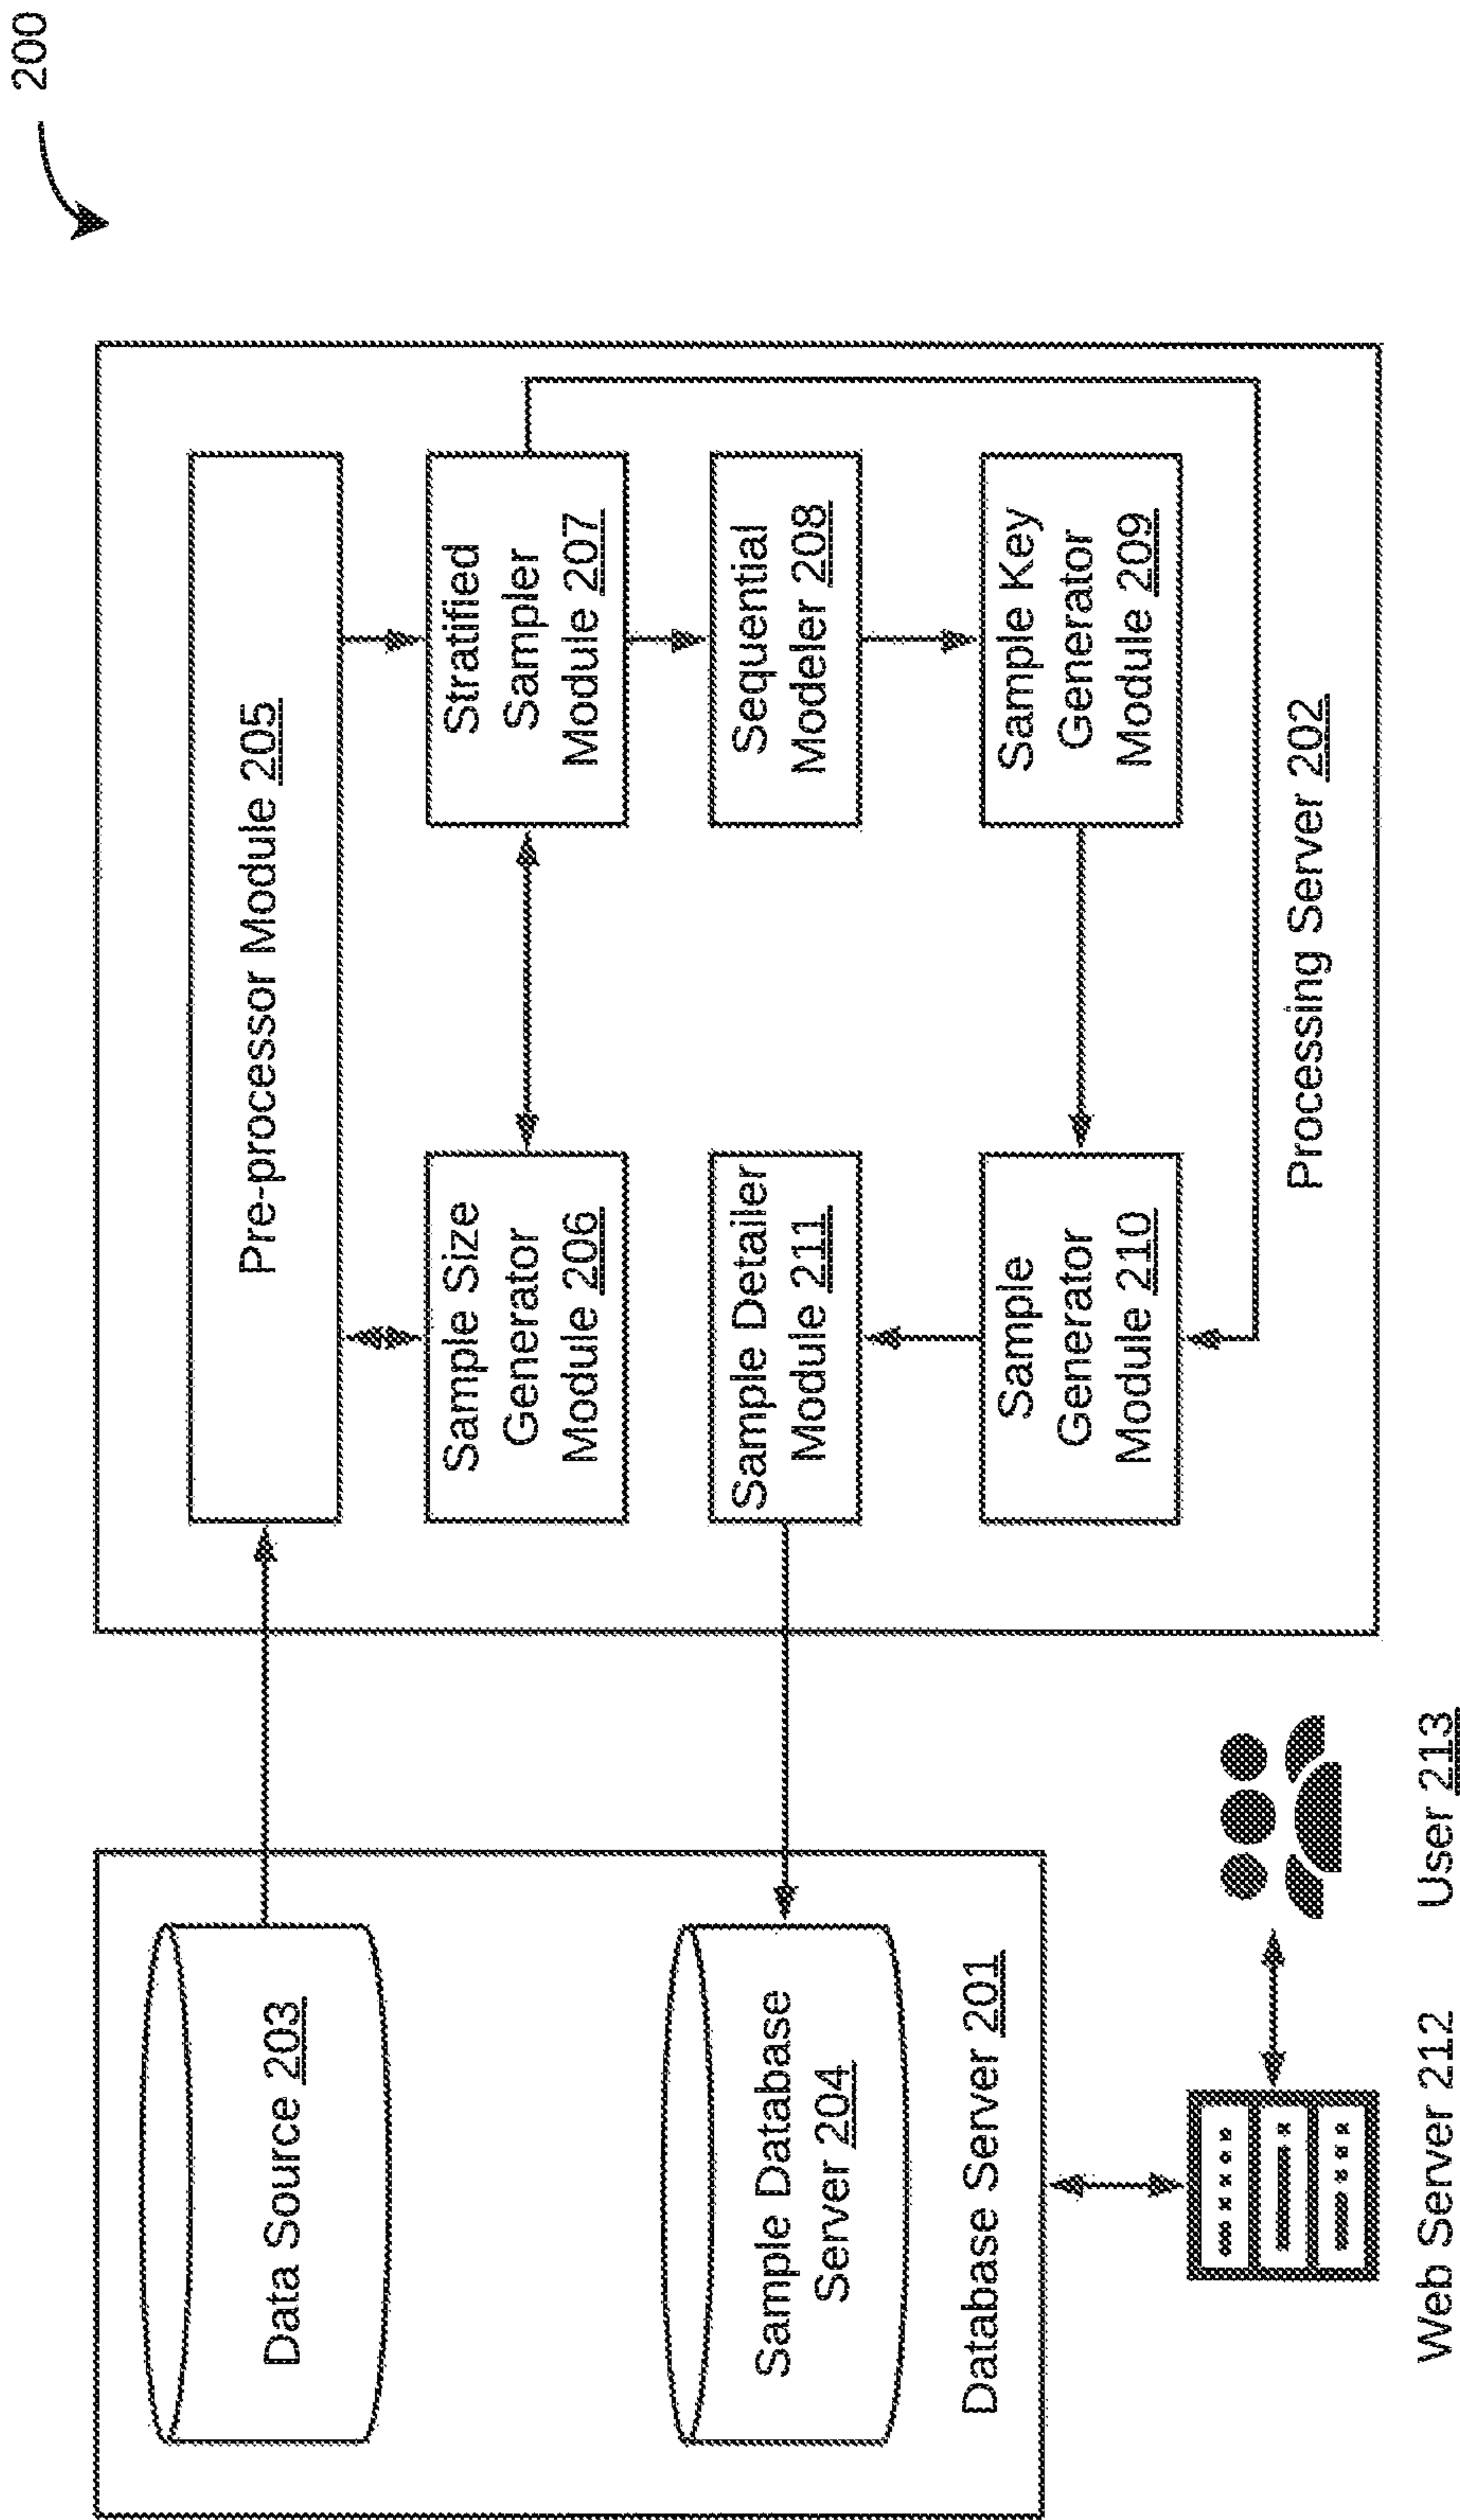 200
Data Source 203
Sample Database
Server 204
Database Server 201
Web Server 212
User 213
Pre-processor Module 205
Sample Size
Generator
Module 206
Stratified
Sampler
Module 207
Sample Detailer
Module 211
Sequential
Modeler 208
Sample
Generator
Module 210
Sample Key
Generator
Module 209
Processing Server 202